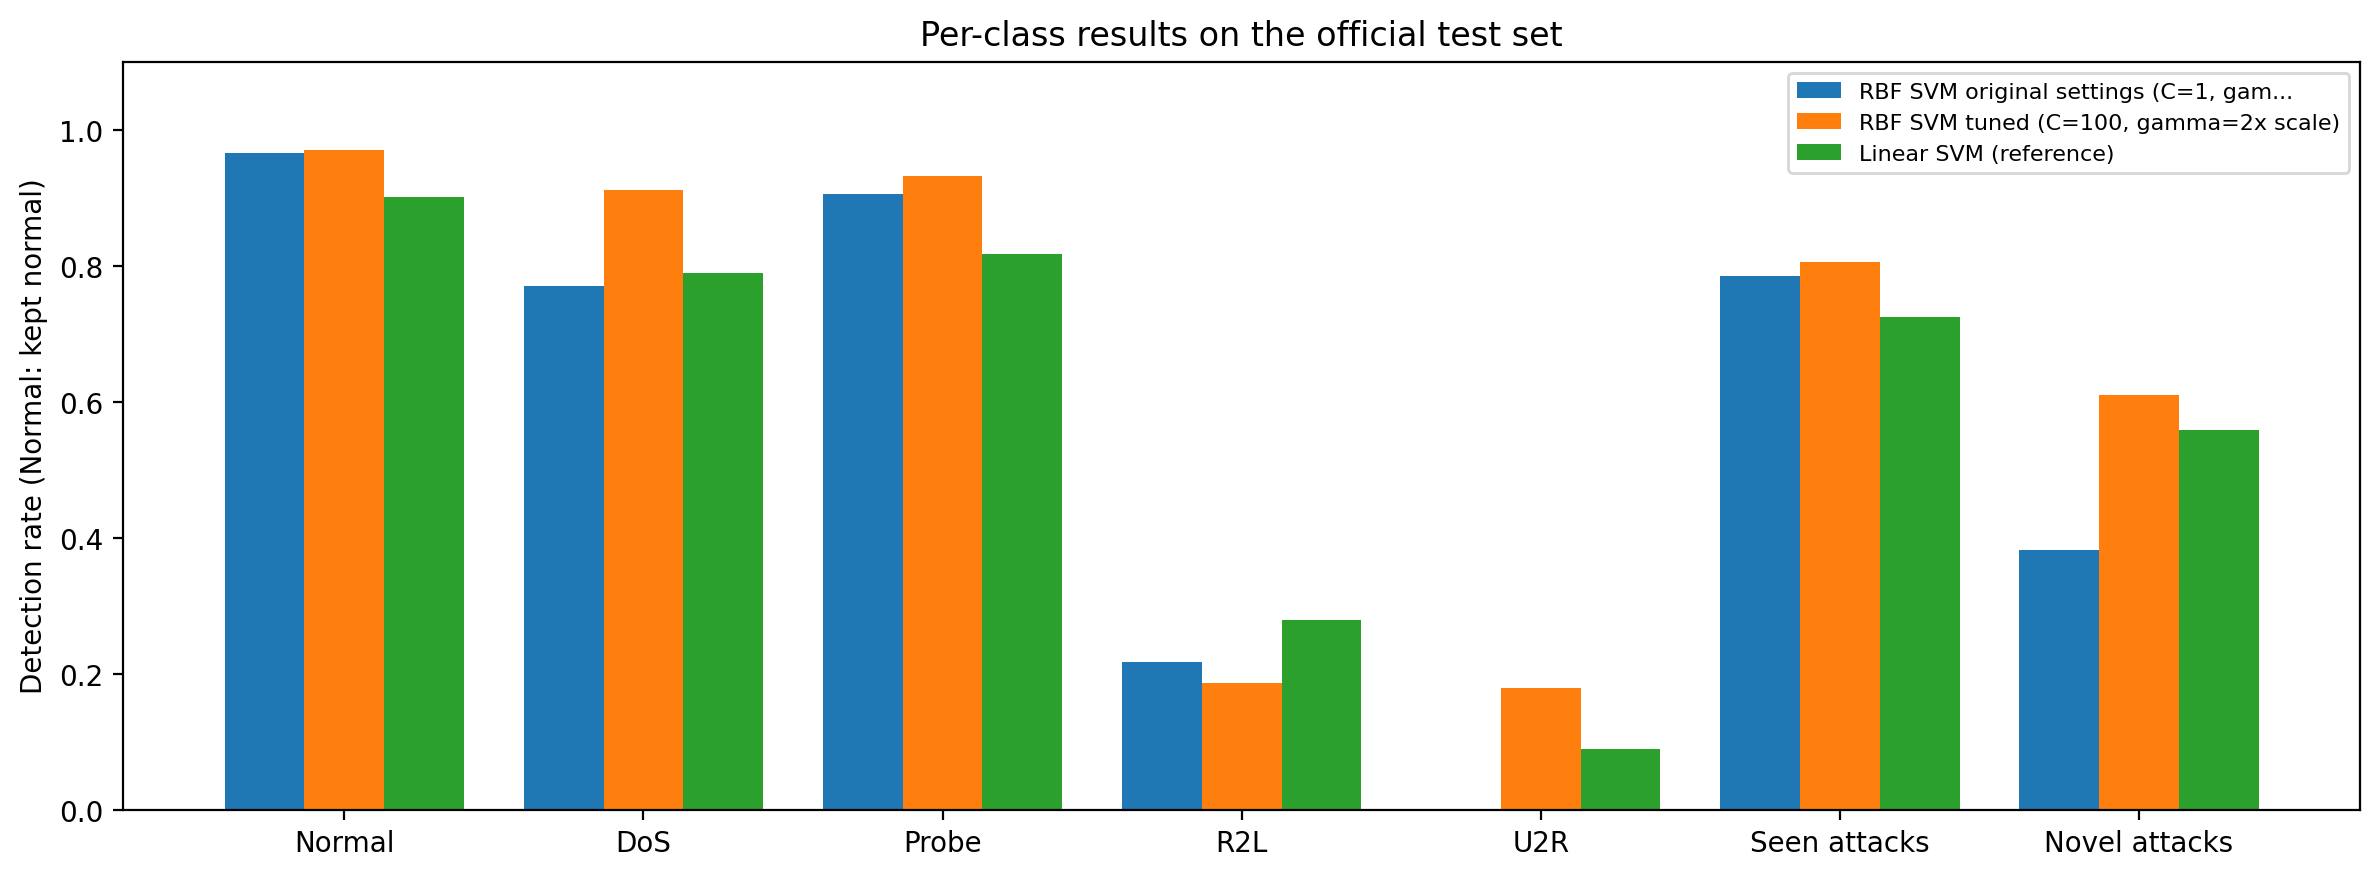 Per-class results on the official test set
RBF SVM original settings (C=1, gam...
RBF SVM tuned (C=100, gamma=2x scale)
Linear SVM (reference)
Detection rate (Normal: kept normal)
1.0
0.8
0.6
0.4
0.2
0.0
Normal DoS Probe R2L U2R Seen attacks Novel attacks